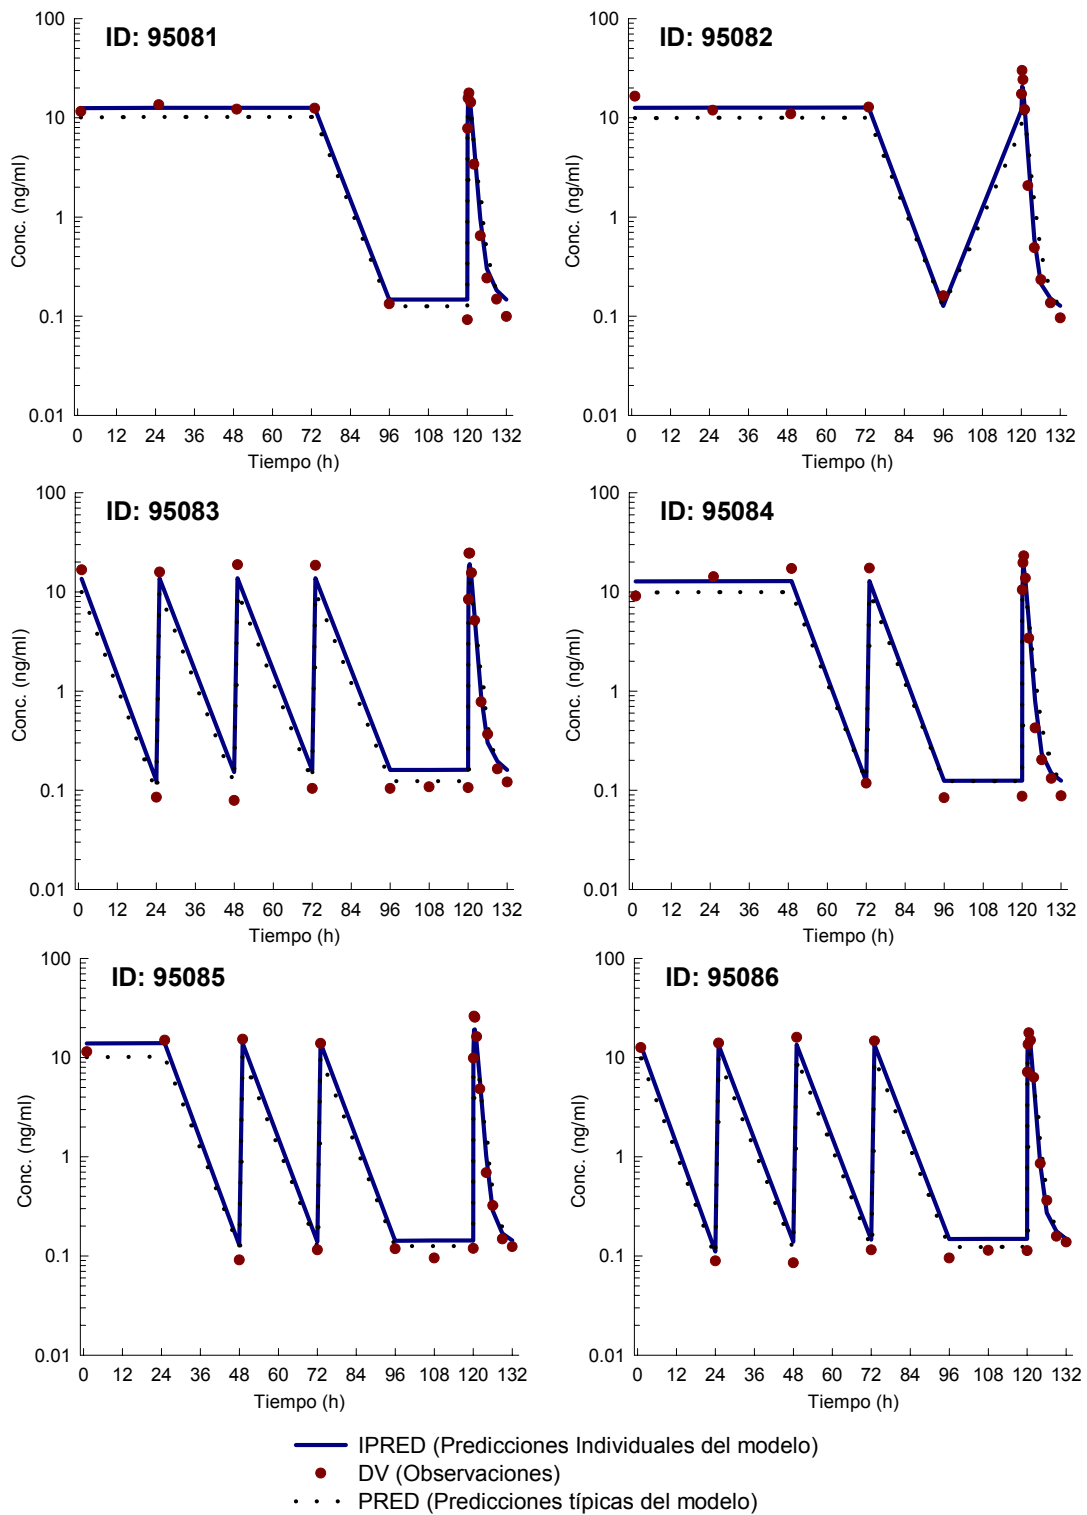 ID: 95081
Conc. (ng/ml)
100
10
1
0.1
0.01
0 12 24 36 48 60 72 84 96 108 120 132
Tiempo (h)
ID: 95082
Conc. (ng/ml)
100
10
1
0.1
0.01
0 12 24 36 48 60 72 84 96 108 120 132
Tiempo (h)
ID: 95083
Conc. (ng/ml)
100
10
1
0.1
0.01
0 12 24 36 48 60 72 84 96 108 120 132
Tiempo (h)
ID: 95084
Conc. (ng/ml)
100
10
1
0.1
0.01
0 12 24 36 48 60 72 84 96 108 120 132
Tiempo (h)
ID: 95085
Conc. (ng/ml)
100
10
1
0.1
0.01
0 12 24 36 48 60 72 84 96 108 120 132
Tiempo (h)
ID: 95086
Conc. (ng/ml)
100
10
1
0.1
0.01
0 12 24 36 48 60 72 84 96 108 120 132
Tiempo (h)
IPRED (Predicciones Individuales del modelo)
DV (Observaciones)
PRED (Predicciones típicas del modelo)